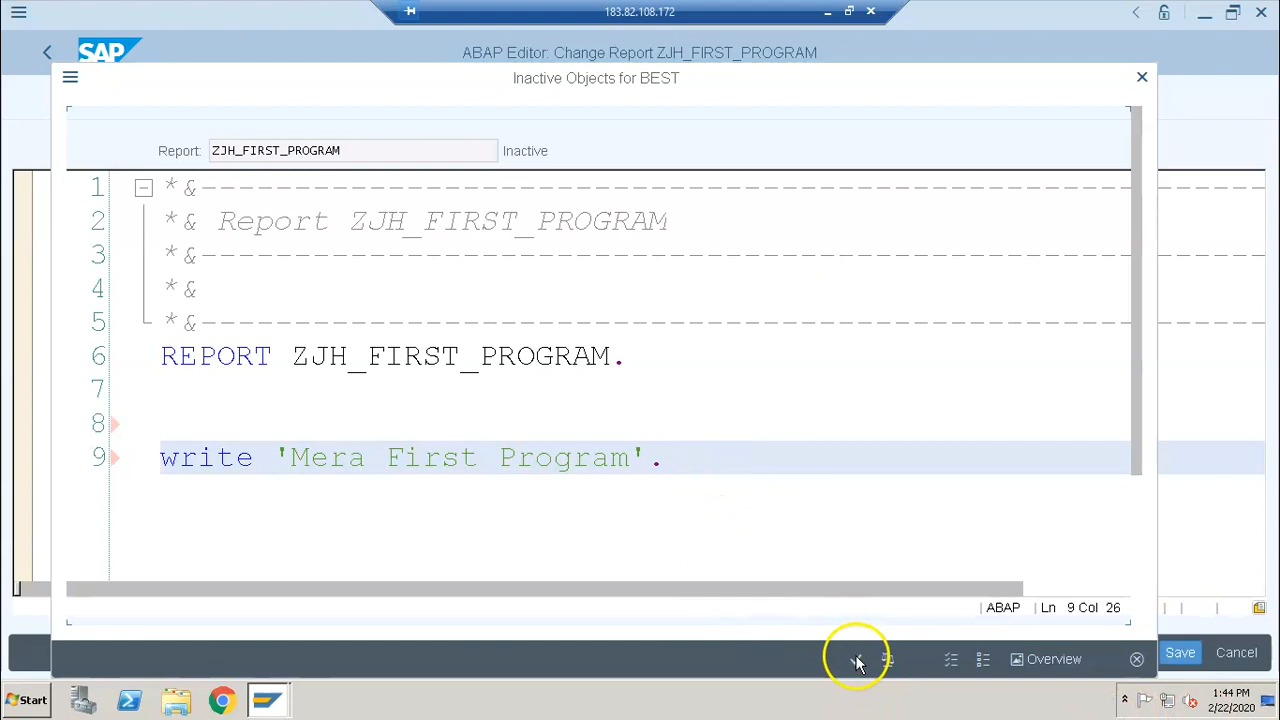 183.82.108.172
SAP
ABAP Editor: Change Report ZJH_FIRST_PROGRAM
Inactive Objects for BEST
Report: ZJH_FIRST_PROGRAM Inactive
1 *&---------------------------------------------------------------------
2 *& Report ZJH_FIRST_PROGRAM
3 *&---------------------------------------------------------------------
4 *&
5 *&---------------------------------------------------------------------
6 REPORT ZJH_FIRST_PROGRAM.
7
8
9 write 'Mera First Program'.
ABAP Ln 9 Col 26
Overview
Save Cancel
Start
1:44 PM
2/22/2020